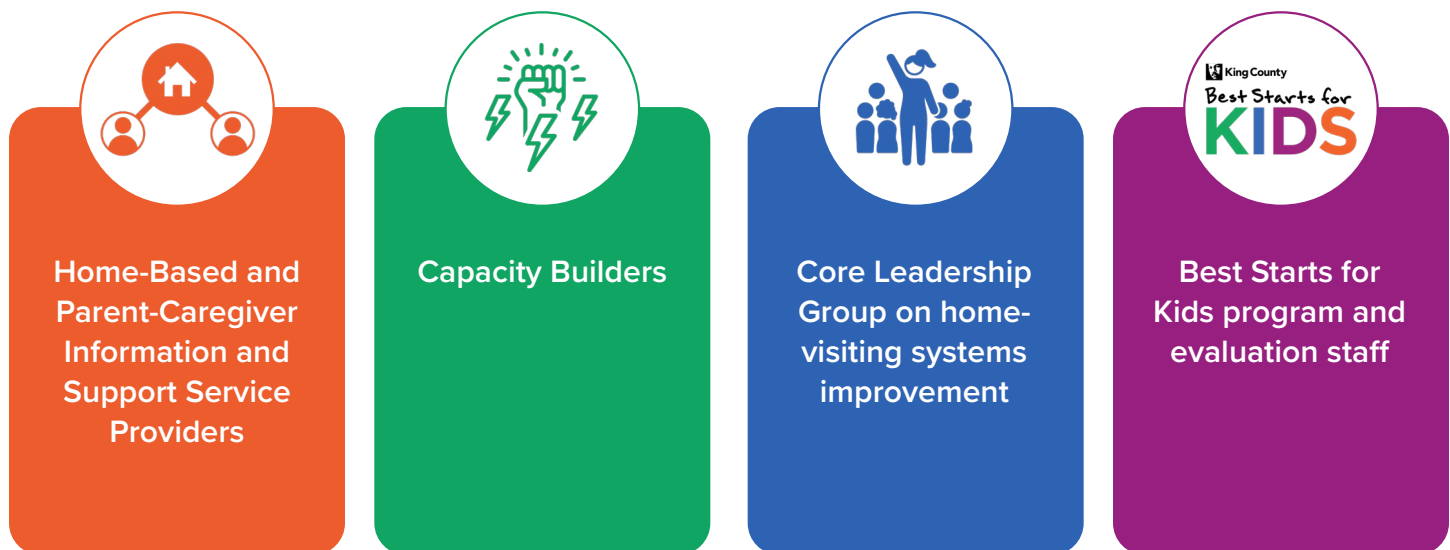 Home-Based and
Parent-Caregiver
Information and
Support Service
Providers
Capacity Builders
Core Leadership
Group on home-
visiting systems
improvement
King County
Best Starts for
KIDS
Best Starts for
Kids program and
evaluation staff